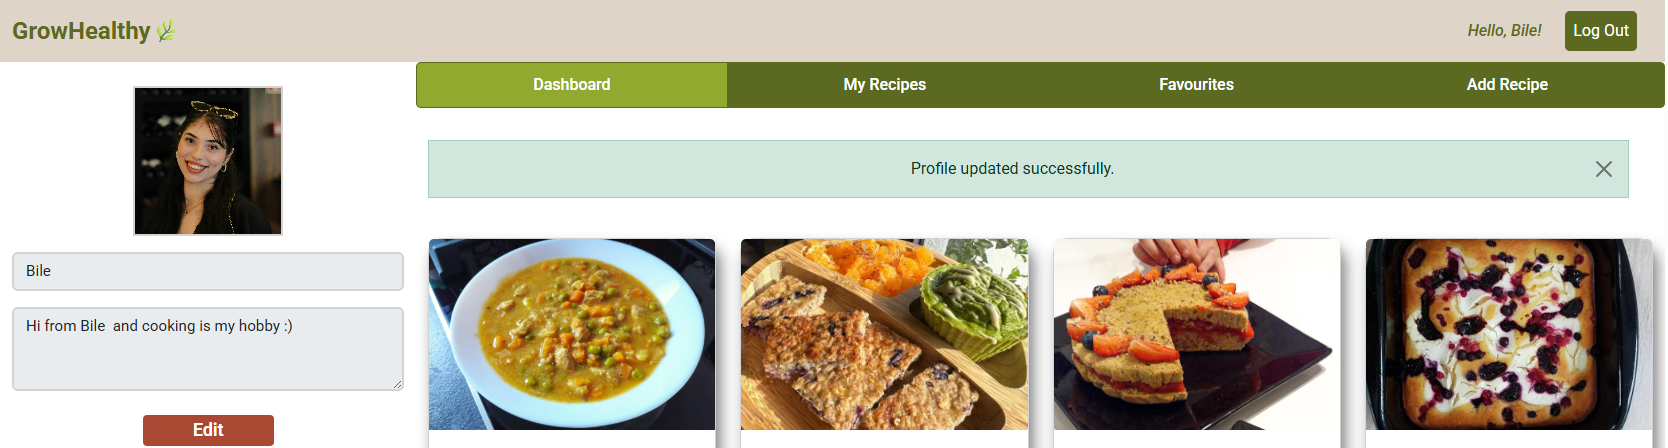 GrowHealthy
Hello, Bile!
Log Out
Dashboard
My Recipes
Favourites
Add Recipe
Profile updated successfully.
Bile
Hi from Bile  and cooking is my hobby :)
Edit